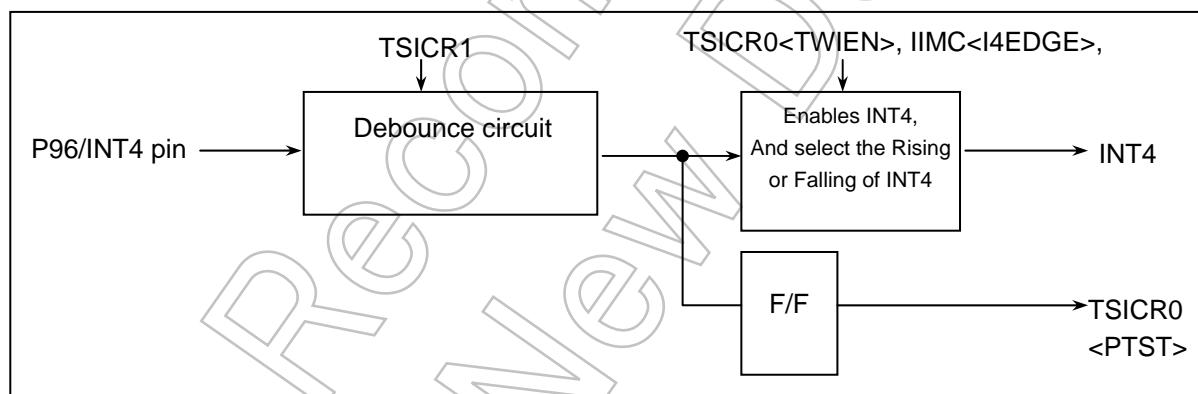 TSICR1
TSICR0<TWIEN>, IIMC<I4EDGE>,
P96/INT4 pin
Debounce circuit
Enables INT4,
And select the Rising
or Falling of INT4
INT4
F/F
TSICR0
<PTST>